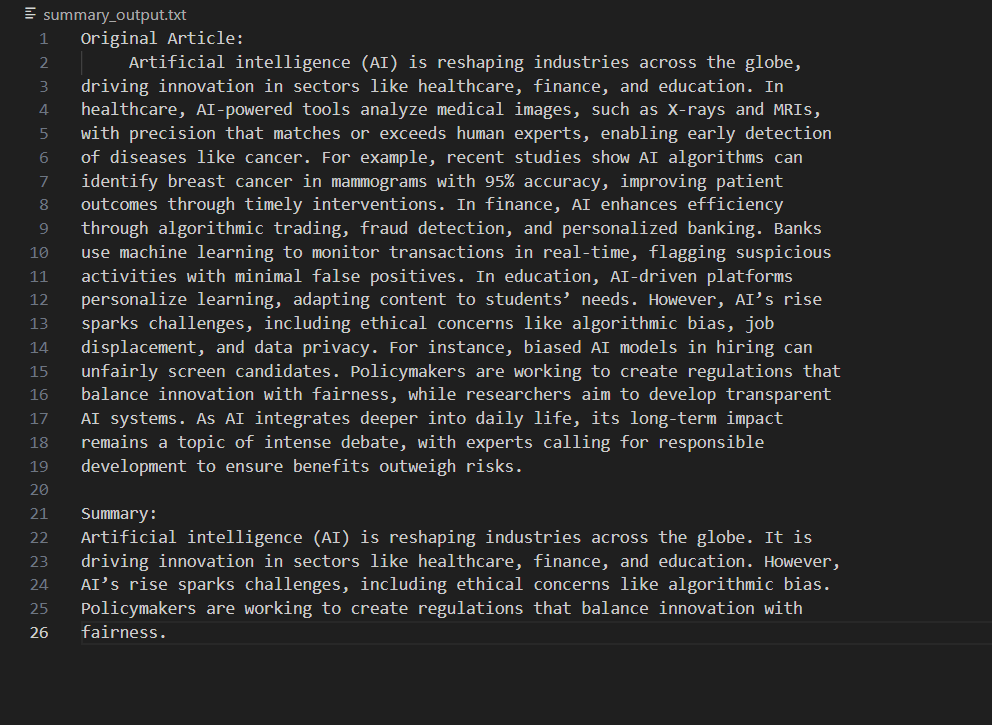 summary_output.txt
1 Original Article:
2 Artificial intelligence (AI) is reshaping industries across the globe,
3 driving innovation in sectors like healthcare, finance, and education. In
4 healthcare, AI-powered tools analyze medical images, such as X-rays and MRIs,
5 with precision that matches or exceeds human experts, enabling early detection
6 of diseases like cancer. For example, recent studies show AI algorithms can
7 identify breast cancer in mammograms with 95% accuracy, improving patient
8 outcomes through timely interventions. In finance, AI enhances efficiency
9 through algorithmic trading, fraud detection, and personalized banking. Banks
10 use machine learning to monitor transactions in real-time, flagging suspicious
11 activities with minimal false positives. In education, AI-driven platforms
12 personalize learning, adapting content to students’ needs. However, AI’s rise
13 sparks challenges, including ethical concerns like algorithmic bias, job
14 displacement, and data privacy. For instance, biased AI models in hiring can
15 unfairly screen candidates. Policymakers are working to create regulations that
16 balance innovation with fairness, while researchers aim to develop transparent
17 AI systems. As AI integrates deeper into daily life, its long-term impact
18 remains a topic of intense debate, with experts calling for responsible
19 development to ensure benefits outweigh risks.
20
21 Summary:
22 Artificial intelligence (AI) is reshaping industries across the globe. It is
23 driving innovation in sectors like healthcare, finance, and education. However,
24 AI’s rise sparks challenges, including ethical concerns like algorithmic bias.
25 Policymakers are working to create regulations that balance innovation with
26 fairness.